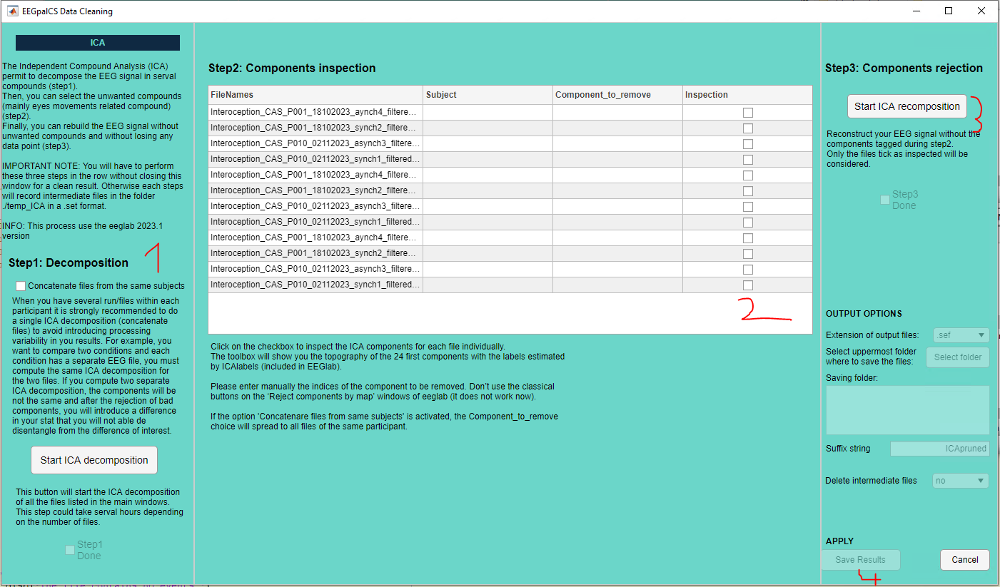 EEGpalCS Data Cleaning
ICA
The Independent Compound Analysis (ICA)
permit to decompose the EEG signal in serval
compounds (step1).
Then, you can select the unwanted compounds
(mainly eyes movements related compound)
(step2).
Finally, you can rebuild the EEG signal without
unwanted compounds and without losing any
data point (step3).
IMPORTANT NOTE: You will have to perform
these three steps in the row without closing this
window for a clean result. Otherwise each steps
will record intermediate files in the folder
./temp_ICA in a .set format.
INFO: This process use the eeglab 2023.1
version
1
Step1: Decomposition
Concatenate files from the same subjects
When you have several run/files within each
participant it is strongly recommended to do
a single ICA decomposition (concatenate
files) to avoid introducing processing
variability in you results. For example, you
want to compare two conditions and each
condition has a separate EEG file, you must
compute the same ICA decomposition for
the two files. If you compute two separate
ICA decomposition, the components will be
not the same and after the rejection of bad
components, you will introduce a difference
in your stat that you will not able de
disentangle from the difference of interest.
Start ICA decomposition
This button will start the ICA decomposition
of all the files listed in the main windows.
This step could take serval hours depending
on the number of files.
Step1
Done
Step2: Components inspection
FileNames Subject Component_to_remove Inspection
Interoception_CAS_P001_18102023_aynch4_filtere...
Interoception_CAS_P001_18102023_synch2_filtere...
Interoception_CAS_P010_02112023_asynch3_filtere...
Interoception_CAS_P010_02112023_synch1_filtered...
Interoception_CAS_P001_18102023_aynch4_filtere...
Interoception_CAS_P001_18102023_synch2_filtere...
Interoception_CAS_P010_02112023_asynch3_filtere...
Interoception_CAS_P010_02112023_synch1_filtered...
Interoception_CAS_P001_18102023_aynch4_filtere...
Interoception_CAS_P001_18102023_synch2_filtere...
Interoception_CAS_P010_02112023_asynch3_filtere...
Interoception_CAS_P010_02112023_synch1_filtered...
2
Click on the checkbox to inspect the ICA components for each file individually.
The toolbox will show you the topography of the 24 first components with the labels estimated
by ICAlabels (included in EEGlab).
Please enter manually the indices of the component to be removed. Don't use the classical
buttons on the ‘Reject components by map’ windows of eeglab (it does not work now).
If the option 'Concatenare files from same subjects' is activated, the Component_to_remove
choice will spread to all files of the same participant.
Step3: Components rejection
Start ICA recomposition
3
Reconstruct your EEG signal without the
components tagged during step2.
Only the files tick as inspected will be
considered.
Step3
Done
OUTPUT OPTIONS
Extension of output files: .sef
Select uppermost folder
where to save the files: Select folder
Saving folder:
Suffix string ICApruned
Delete intermediate files no
APPLY
Save Results Cancel
4